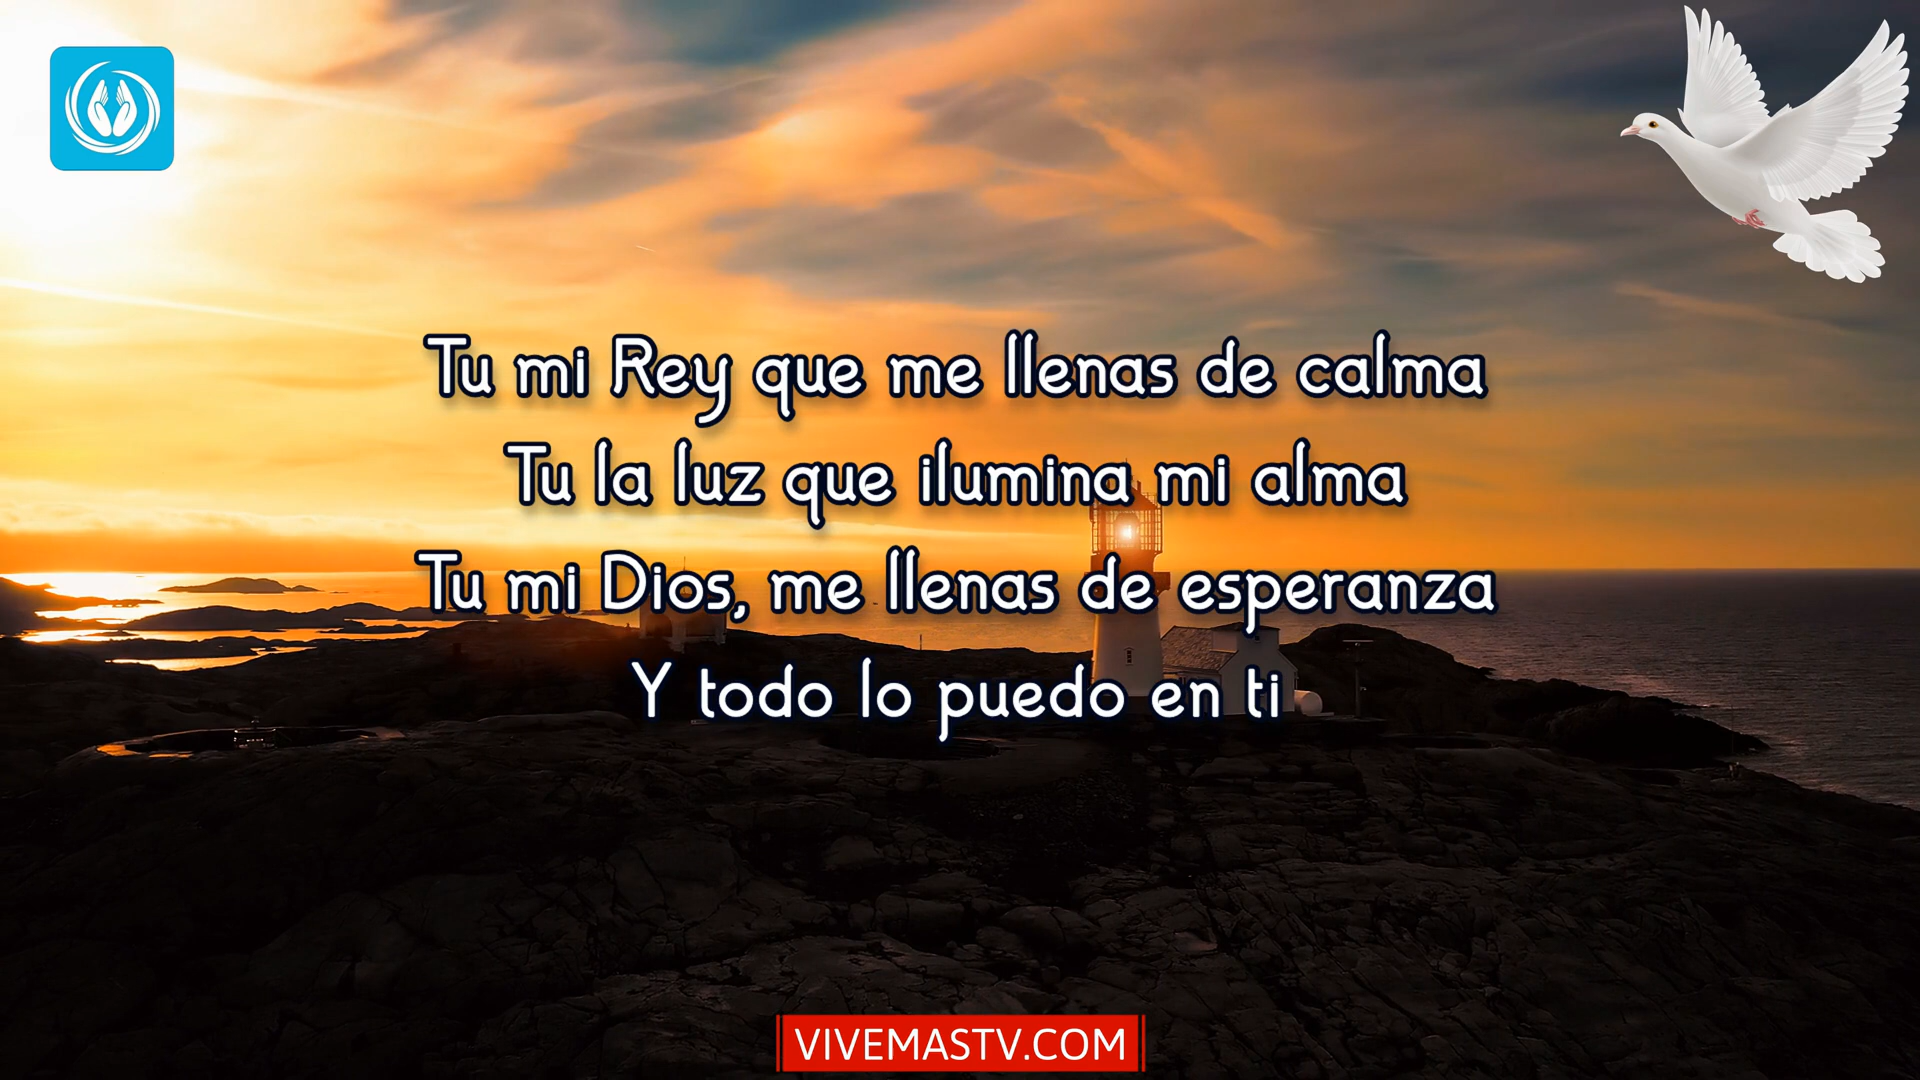 Tu mi Rey que me llenas de calma
Tu la luz que ilumina mi alma
Tu mi Dios, me llenas de esperanza
Y todo lo puedo en ti
VIVEMASTV.COM